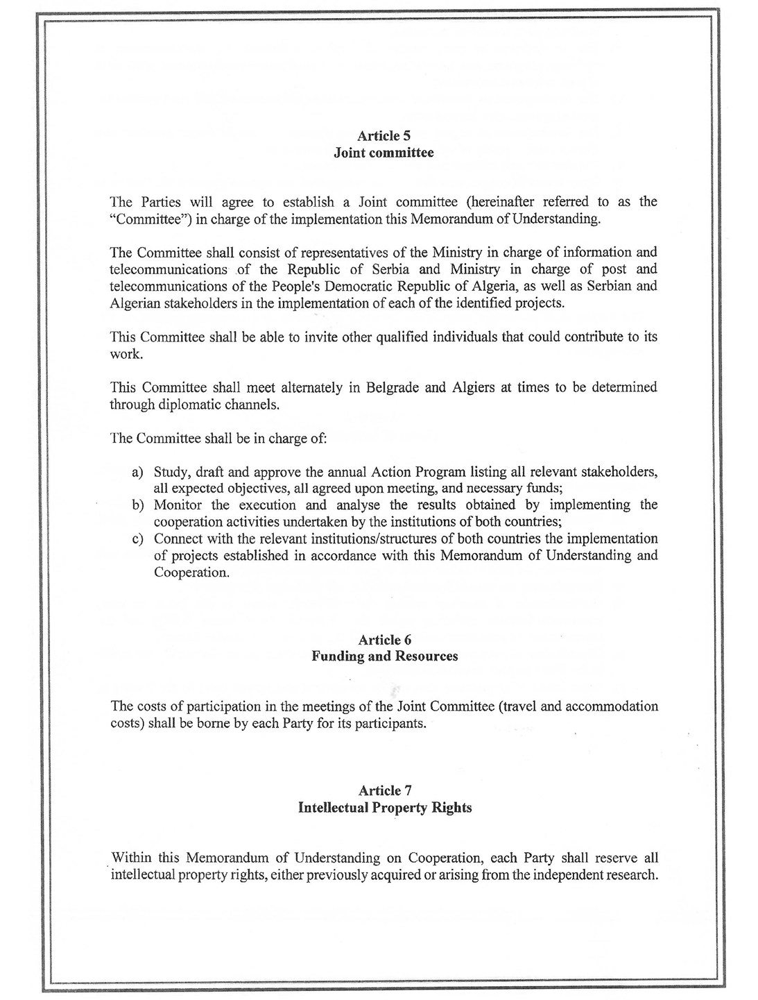 Article 5
Joint committee
The Parties will agree to establish a Joint committee (hereinafter referred to as the
“Committee”) in charge of the implementation this Memorandum of Understanding.
The Committee shall consist of representatives of the Ministry in charge of information and
telecommunications of the Republic of Serbia and Ministry in charge of post and
telecommunications of the People's Democratic Republic of Algeria, as well as Serbian and
Algerian stakeholders in the implementation of each of the identified projects.
This Committee shall be able to invite other qualified individuals that could contribute to its
work.
This Committee shall meet alternately in Belgrade and Algiers at times to be determined
through diplomatic channels.
The Committee shall be in charge of:
a) Study, draft and approve the annual Action Program listing all relevant stakeholders,
all expected objectives, all agreed upon meeting, and necessary funds;
b) Monitor the execution and analyse the results obtained by implementing the
cooperation activities undertaken by the institutions of both countries;
c) Connect with the relevant institutions/structures of both countries the implementation
of projects established in accordance with this Memorandum of Understanding and
Cooperation.
Article 6
Funding and Resources
The costs of participation in the meetings of the Joint Committee (travel and accommodation
costs) shall be borne by each Party for its participants.
Article 7
Intellectual Property Rights
Within this Memorandum of Understanding on Cooperation, each Party shall reserve all
intellectual property rights, either previously acquired or arising from the independent research.